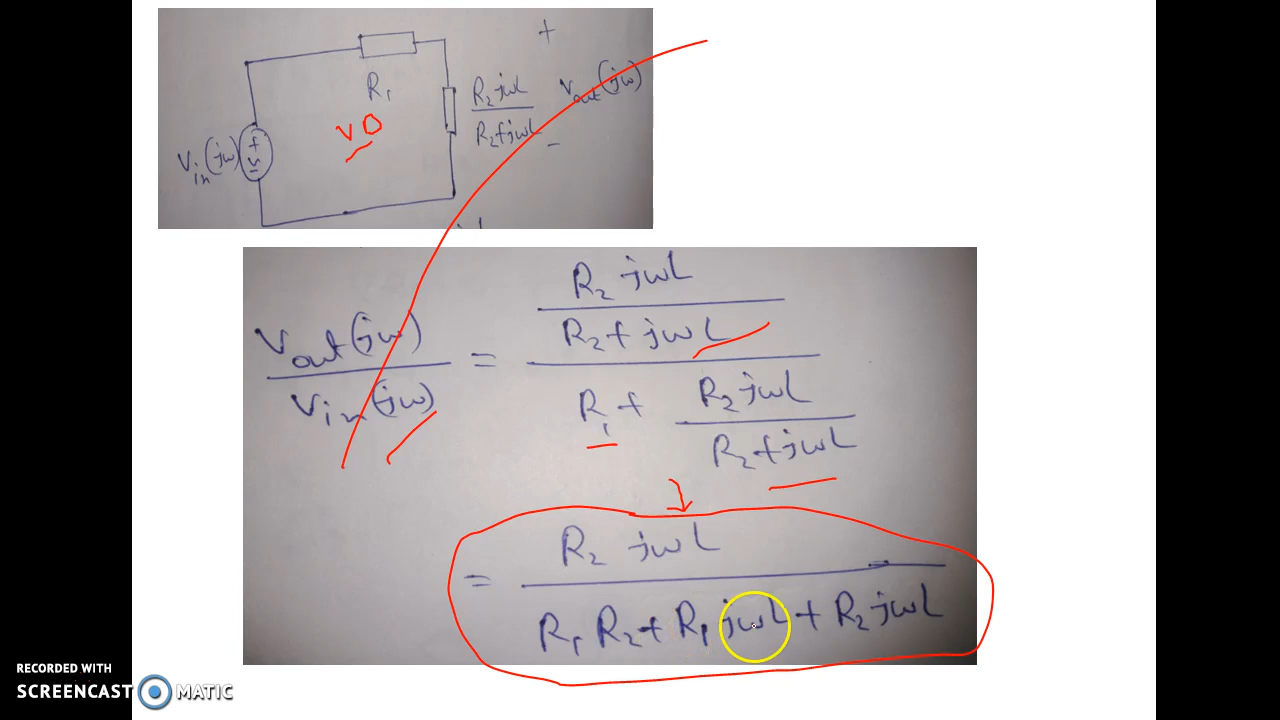 +
R₁
R₂jωL
R₂+jωL
Vout(jω)
VD
Vin(jω)
+
V
-
-
Vout(jω)
Vin(jω)
=
R₂ jωL
R₂+jωL
R₁ +
R₂jωL
R₂+jωL
=
R₂ jωL
R₁R₂+R₁jωL+R₂jωL
RECORDED WITH
SCREENCAST MATIC